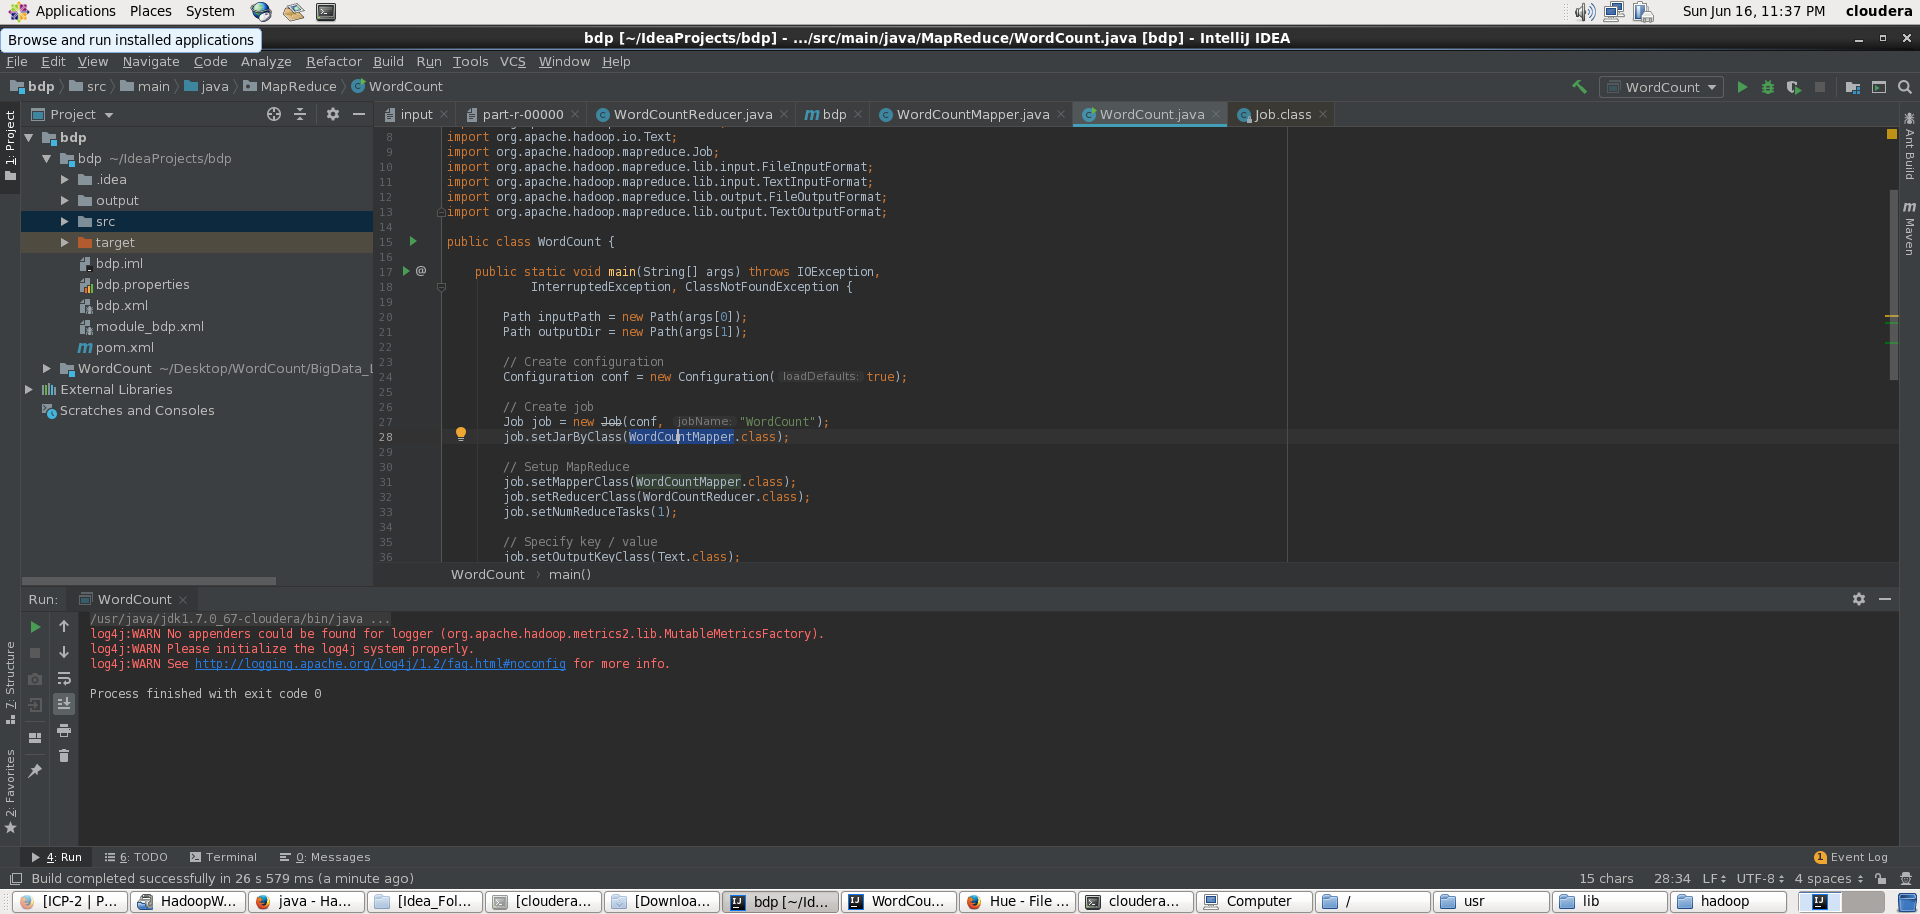 Applications Places System Sun Jun 16, 11:37 PM cloudera
Browse and run installed applications
bdp [~/IdeaProjects/bdp] - .../src/main/java/MapReduce/WordCount.java [bdp] - IntelliJ IDEA
File Edit View Navigate Code Analyze Refactor Build Run Tools VCS Window Help
bdp src main java MapReduce WordCount WordCount
Project
input part-r-00000 WordCountReducer.java bdp WordCountMapper.java WordCount.java Job.class
1: Project
bdp
bdp ~/IdeaProjects/bdp
.idea
output
src
target
bdp.iml
bdp.properties
bdp.xml
module_bdp.xml
pom.xml
WordCount ~/Desktop/WordCount/BigData_L
External Libraries
Scratches and Consoles
8 import org.apache.hadoop.io.Text;
9 import org.apache.hadoop.mapreduce.Job;
10 import org.apache.hadoop.mapreduce.lib.input.FileInputFormat;
11 import org.apache.hadoop.mapreduce.lib.input.TextInputFormat;
12 import org.apache.hadoop.mapreduce.lib.output.FileOutputFormat;
13 import org.apache.hadoop.mapreduce.lib.output.TextOutputFormat;
14
15 public class WordCount {
16
17 @ public static void main(String[] args) throws IOException,
18 InterruptedException, ClassNotFoundException {
19
20 Path inputPath = new Path(args[0]);
21 Path outputDir = new Path(args[1]);
22
23 // Create configuration
24 Configuration conf = new Configuration( loadDefaults: true);
25
26 // Create job
27 Job job = new Job(conf, jobName: "WordCount");
28 job.setJarByClass(WordCountMapper.class);
29
30 // Setup MapReduce
31 job.setMapperClass(WordCountMapper.class);
32 job.setReducerClass(WordCountReducer.class);
33 job.setNumReduceTasks(1);
34
35 // Specify key / value
36 job.setOutputKeyClass(Text.class);
WordCount › main()
Ant Build
m Maven
Run: WordCount
/usr/java/jdk1.7.0_67-cloudera/bin/java ...
log4j:WARN No appenders could be found for logger (org.apache.hadoop.metrics2.lib.MutableMetricsFactory).
log4j:WARN Please initialize the log4j system properly.
log4j:WARN See http://logging.apache.org/log4j/1.2/faq.html#noconfig for more info.
Process finished with exit code 0
7: Structure
2: Favorites
4: Run 6: TODO Terminal 0: Messages 1 Event Log
Build completed successfully in 26 s 579 ms (a minute ago) 15 chars 28:34 LF UTF-8 4 spaces
[ICP-2 | P... HadoopW... java - Ha... [Idea_Fol... [cloudera... [Downloa... bdp [~/Id... WordCou... Hue - File ... cloudera... Computer / usr lib hadoop